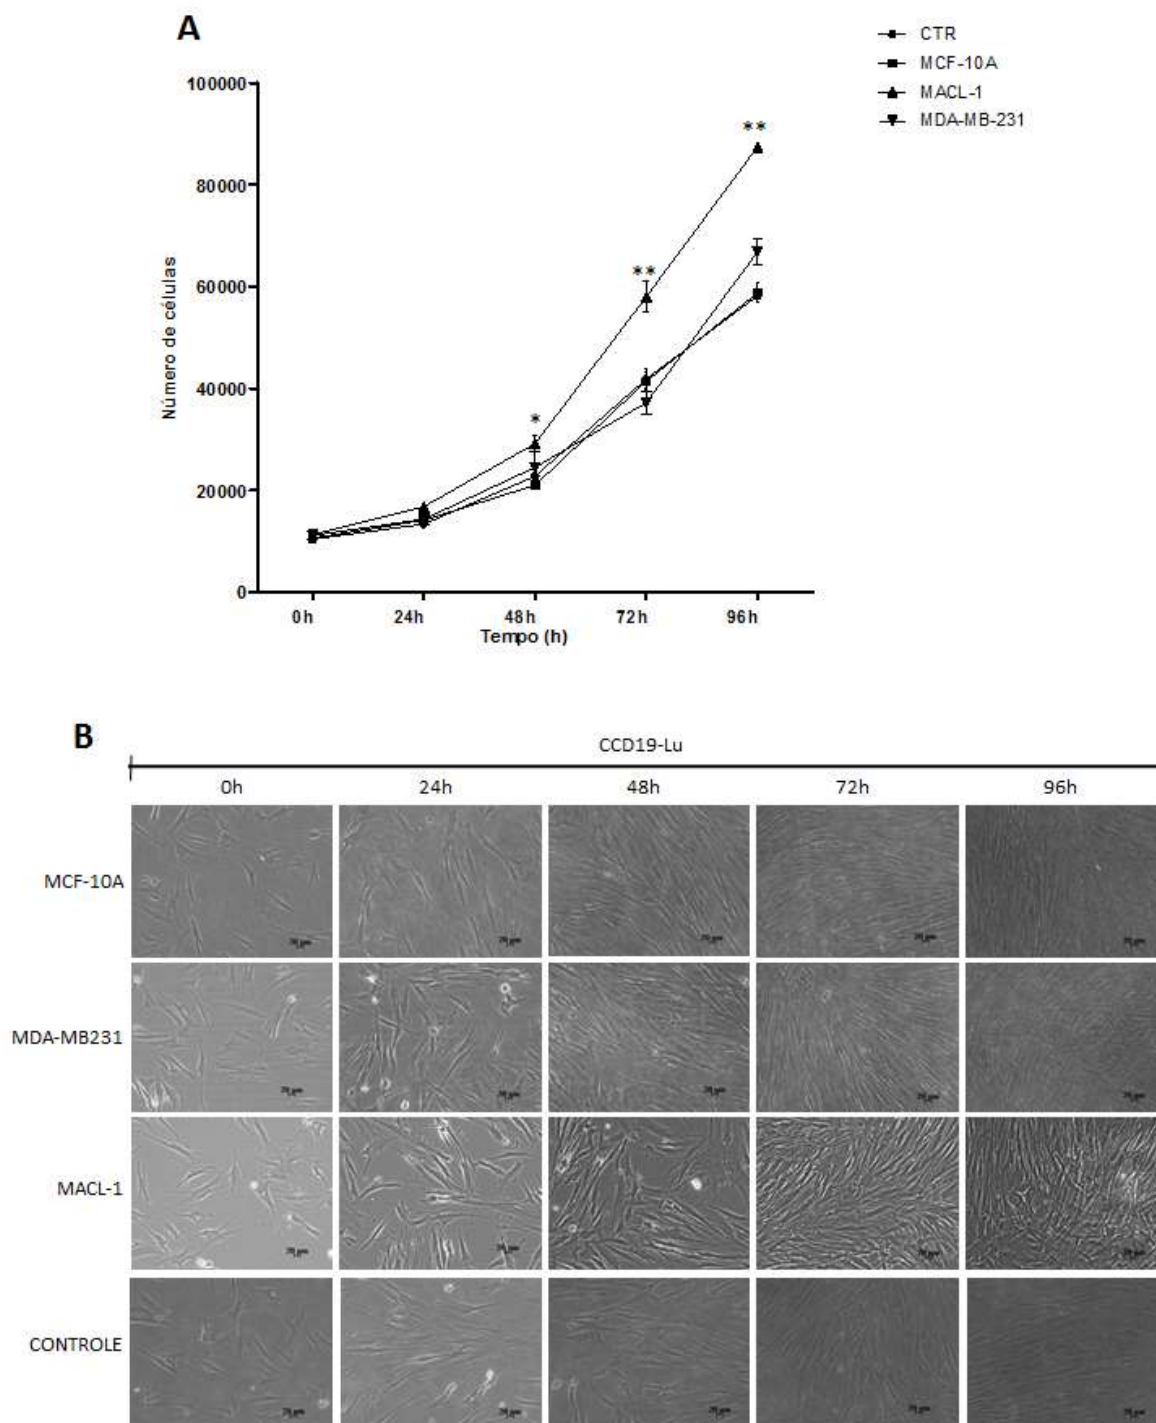 A
CTR
MCF-10A
MACL-1
MDA-MB-231
100000
80000
60000
40000
20000
0
Número de células
*
**
**
0h
24h
48h
72h
96h
Tempo (h)
B
CCD19-Lu
0h
24h
48h
72h
96h
MCF-10A
MDA-MB231
MACL-1
CONTROLE